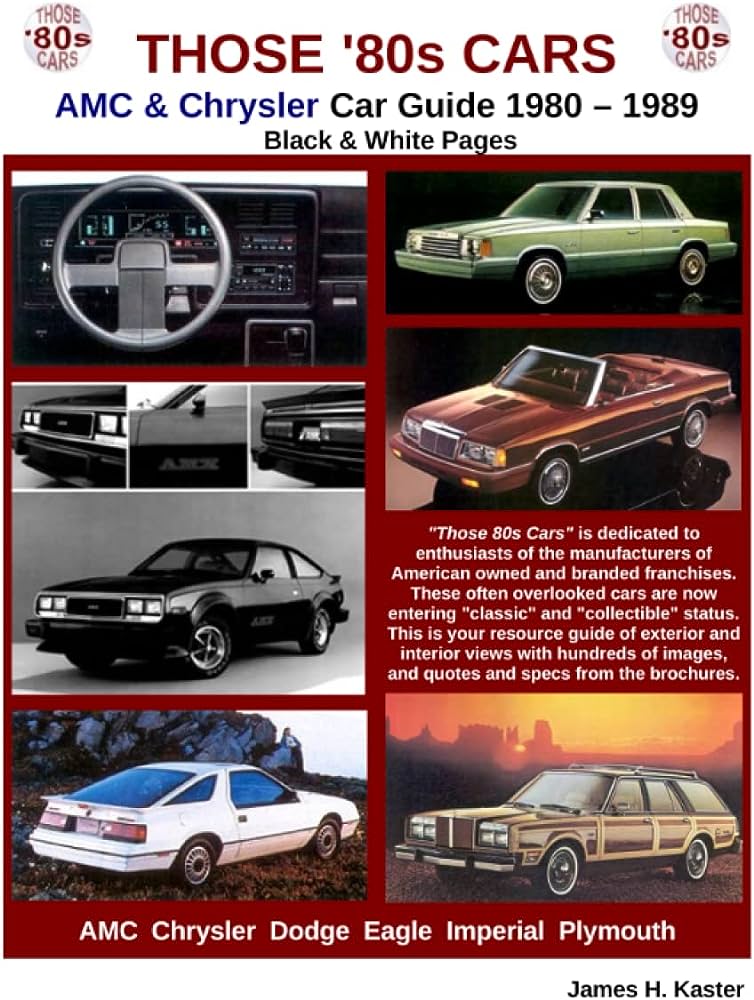 THOSE
'80s
CARS
THOSE '80s CARS
THOSE
'80s
CARS
AMC & Chrysler Car Guide 1980 – 1989
Black & White Pages
55
AMX
AMX
"Those 80s Cars" is dedicated to
enthusiasts of the manufacturers of
American owned and branded franchises.
These often overlooked cars are now
entering "classic" and "collectible" status.
This is your resource guide of exterior and
interior views with hundreds of images,
and quotes and specs from the brochures.
AMC Chrysler Dodge Eagle Imperial Plymouth
James H. Kaster